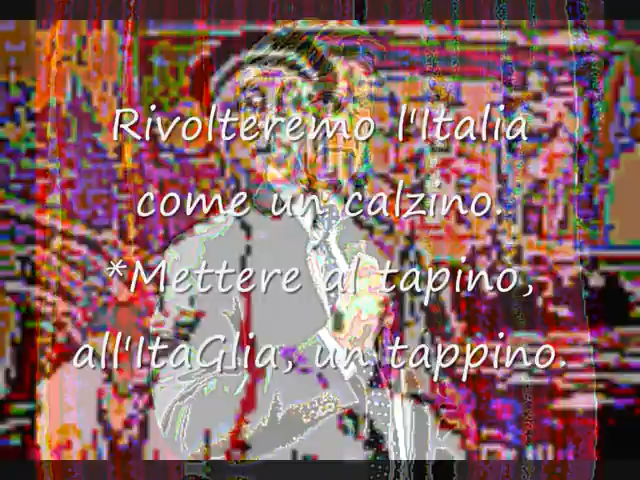 Rivolteremo l'Italia
come un calzino.
*Mettere al tapino,
all'ItaGlia, un tappino.